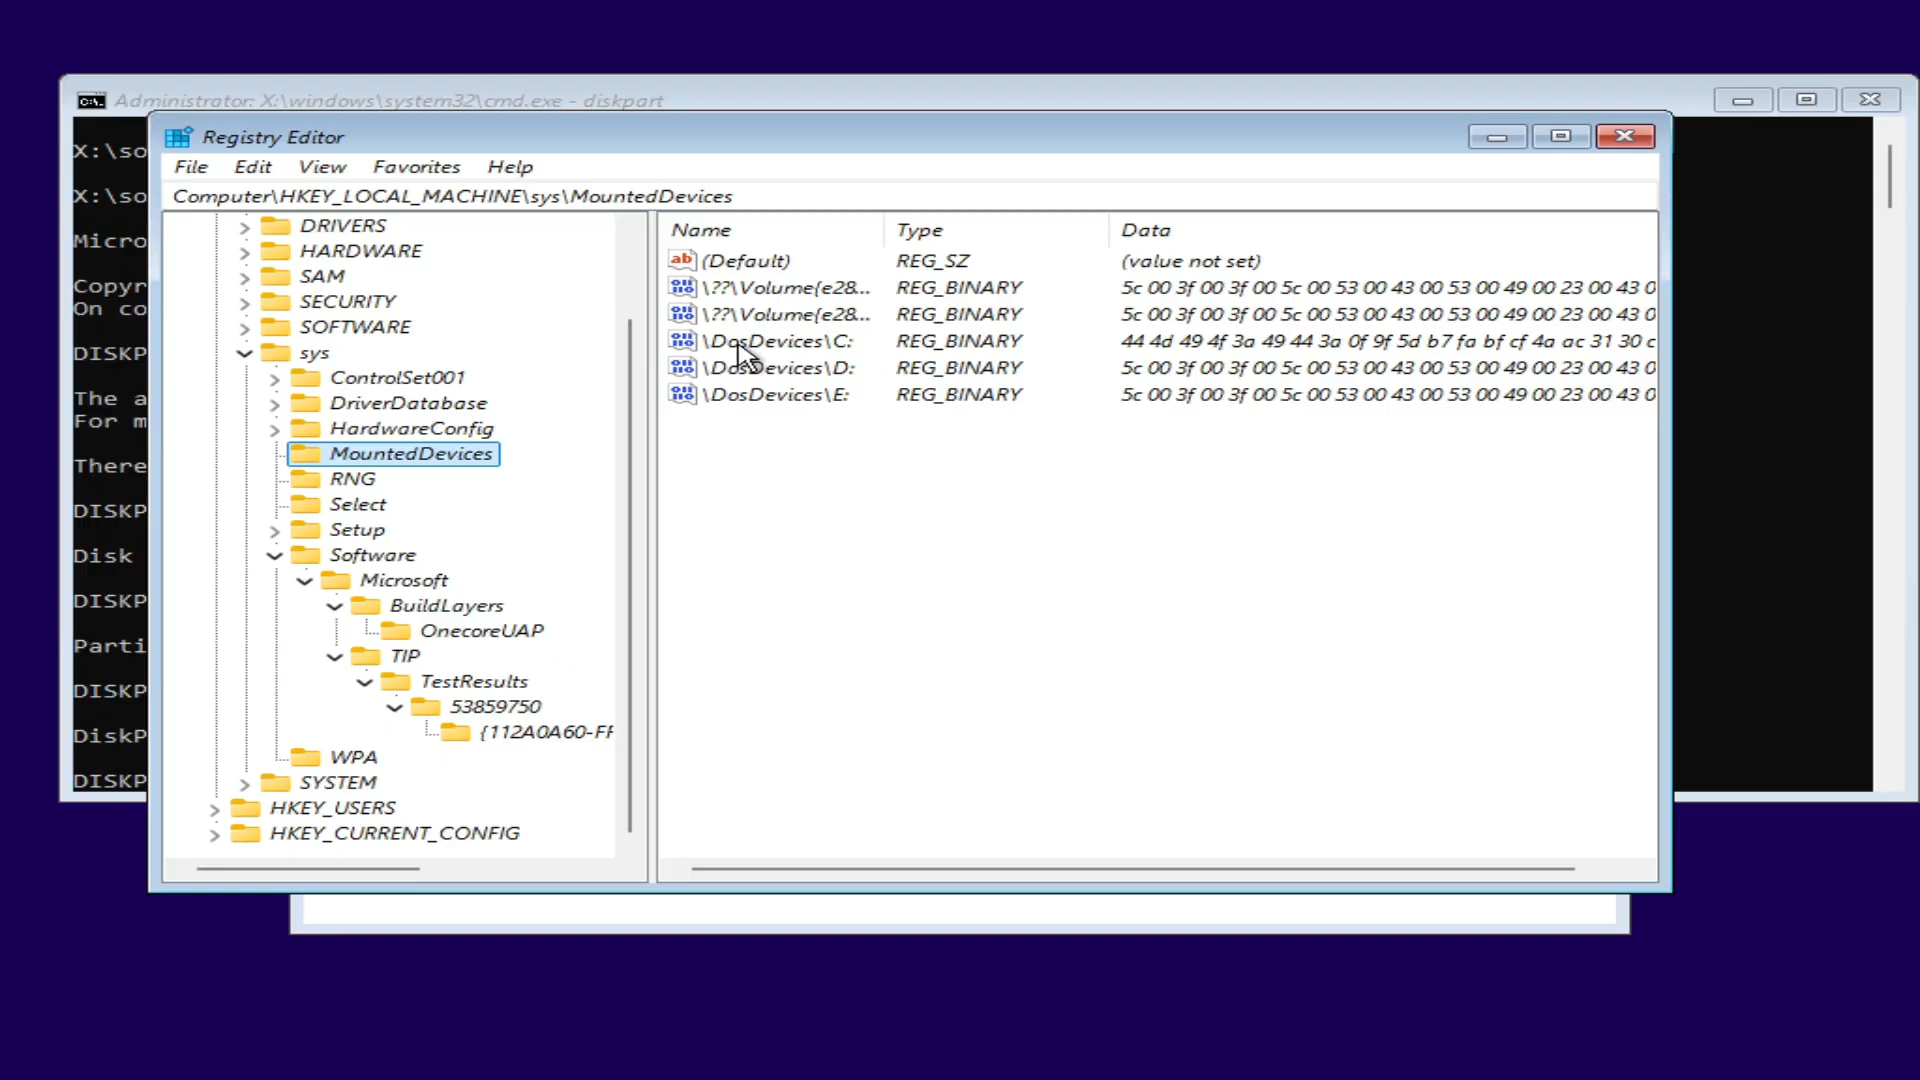 Administrator: X:\windows\system32\cmd.exe - diskpart
X:\so
X:\so
Micro
Copyr
On co
DISKP
The a
For m
There
DISKP
Disk
DISKP
Parti
DISKP
DiskP
DISKP
Registry Editor
File Edit View Favorites Help
Computer\HKEY_LOCAL_MACHINE\sys\MountedDevices
DRIVERS
HARDWARE
SAM
SECURITY
SOFTWARE
sys
ControlSet001
DriverDatabase
HardwareConfig
MountedDevices
RNG
Select
Setup
Software
Microsoft
BuildLayers
OnecoreUAP
TIP
TestResults
53859750
{112A0A60-FF
WPA
SYSTEM
HKEY_USERS
HKEY_CURRENT_CONFIG
Name Type Data
(Default) REG_SZ (value not set)
\??\Volume{e28... REG_BINARY 5c 00 3f 00 3f 00 5c 00 53 00 43 00 53 00 49 00 23 00 43 0
\??\Volume{e28... REG_BINARY 5c 00 3f 00 3f 00 5c 00 53 00 43 00 53 00 49 00 23 00 43 0
\DosDevices\C: REG_BINARY 44 4d 49 4f 3a 49 44 3a 0f 9f 5d b7 fa bf cf 4a ac 31 30 c
\DosDevices\D: REG_BINARY 5c 00 3f 00 3f 00 5c 00 53 00 43 00 53 00 49 00 23 00 43 0
\DosDevices\E: REG_BINARY 5c 00 3f 00 3f 00 5c 00 53 00 43 00 53 00 49 00 23 00 43 0